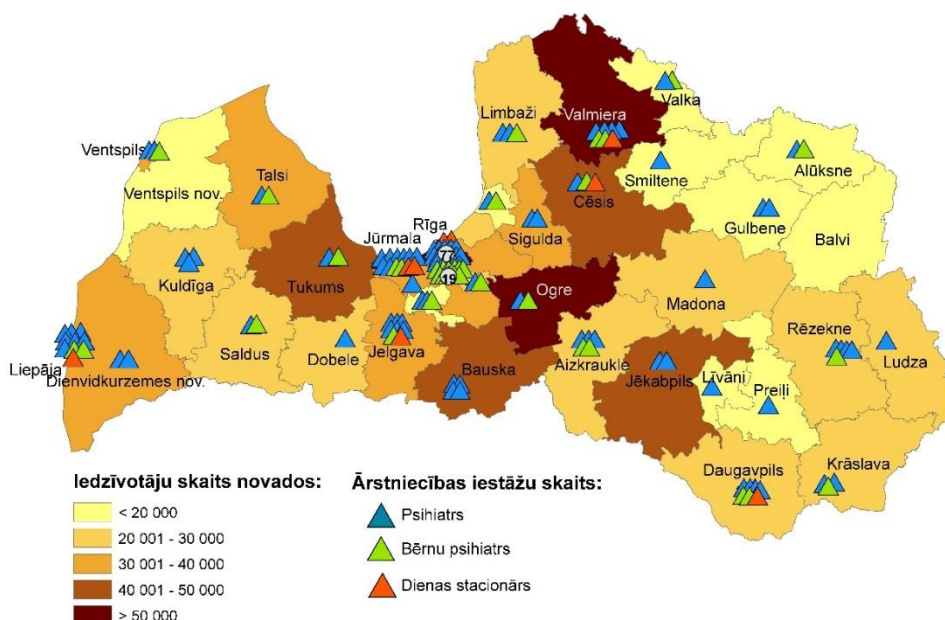 Limbaži
Valmiera
Valka
Ventspils
Talsi
Smiltene
Alūksne
Ventspils nov.
Cēsis
Rīga
Gulbene
Jūrmala
Sigulda
77
Balvi
Kuldīga
19
Tukums
Ogre
Madona
Rēzekne
Saldus
Dobele
Jelgava
Aizkraukle
Ludza
Liepāja
Dienvidkurzemes nov.
Bauska
Jēkabpils
Līvāni
Preiļi
Daugavpils
Krāslava
Iedzīvotāju skaits novados:
< 20 000
20 001 - 30 000
30 001 - 40 000
40 001 - 50 000
> 50 000
Ārstniecības iestāžu skaits:
Psihiatrs
Bērnu psihiatrs
Dienas stacionārs